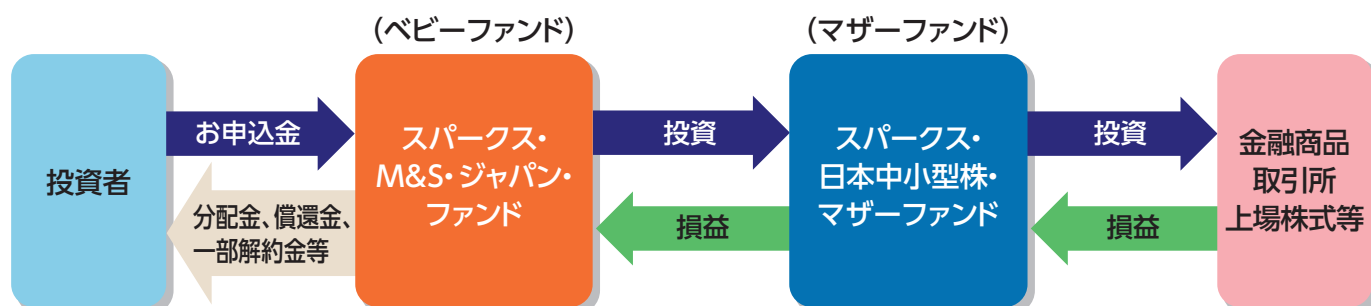 (ベビーファンド)
(マザーファンド)
投資者
お申込金
分配金、償還金、
一部解約金等
スパークス・
M&S・ジャパン・
ファンド
投資
損益
スパークス・
日本中小型株・
マザーファンド
投資
損益
金融商品
取引所
上場株式等